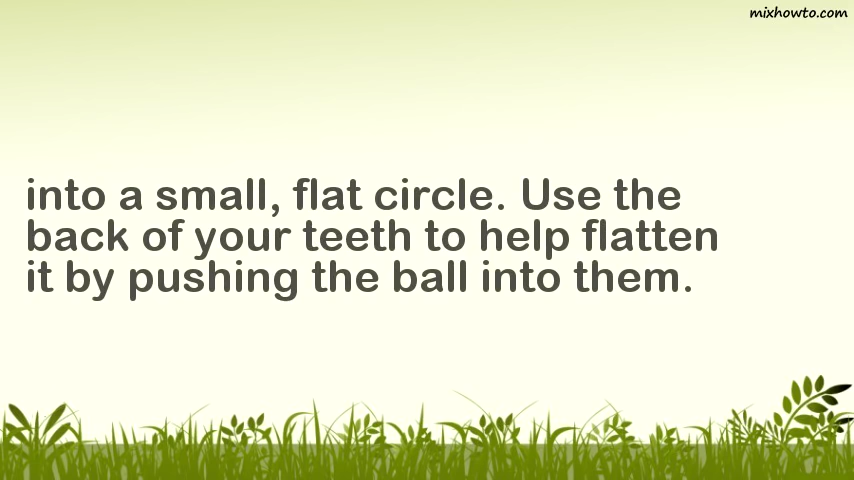 mixhowto.com
into a small, flat circle. Use the
back of your teeth to help flatten
it by pushing the ball into them.